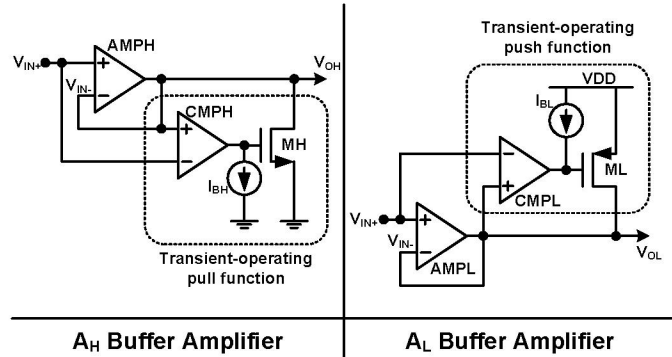 AMPH
V_IN+
V_IN-
+
−
V_OH
CMPH
+
−
MH
I_BH
Transient-operating
pull function
A_H Buffer Amplifier
Transient-operating
push function
VDD
I_BL
ML
−
+
CMPL
V_IN+
V_IN-
+
−
AMPL
V_OL
A_L Buffer Amplifier